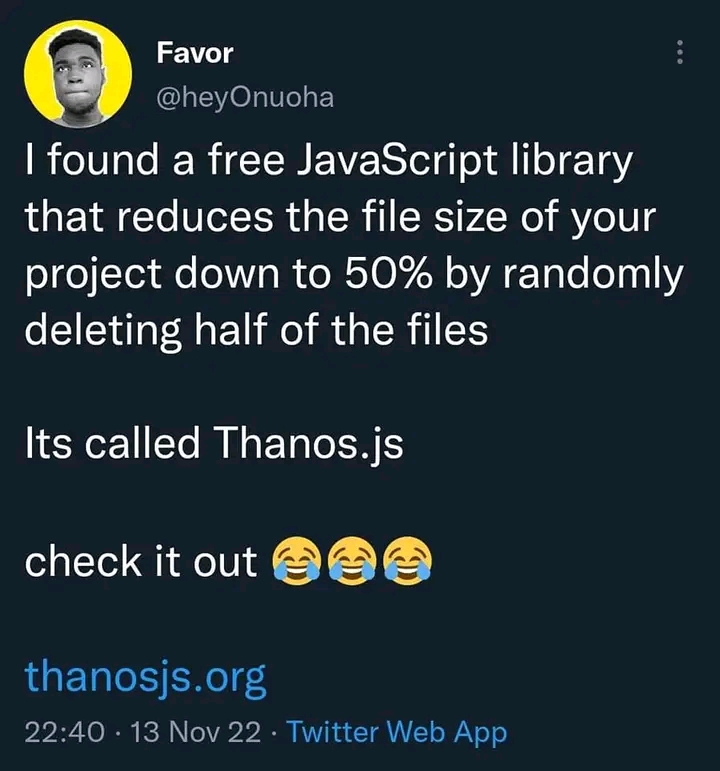 Favor
@heyOnuoha
I found a free JavaScript library
that reduces the file size of your
project down to 50% by randomly
deleting half of the files
Its called Thanos.js
check it out 😂😂😂
thanosjs.org
22:40 · 13 Nov 22 · Twitter Web App